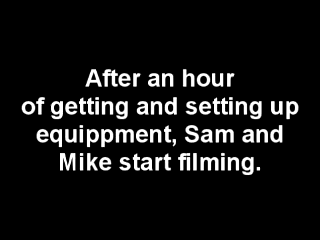 After an hour
of getting and setting up
equippment, Sam and
Mike start filming.